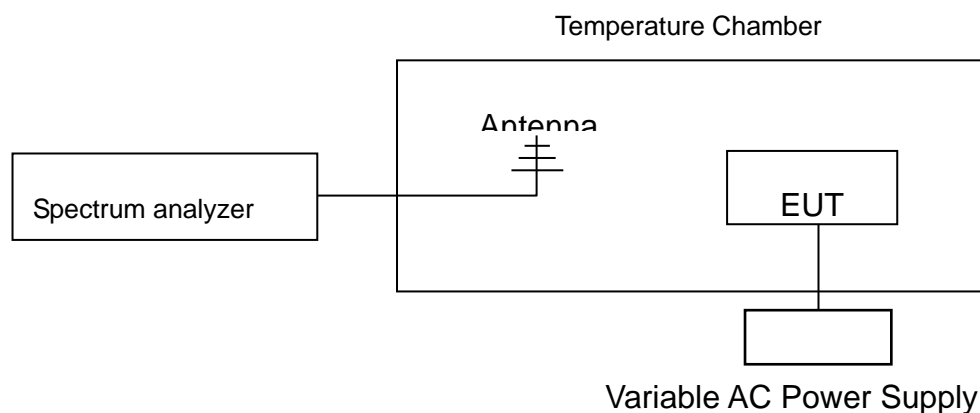 Temperature Chamber
Antenna
Spectrum analyzer
EUT
Variable AC Power Supply